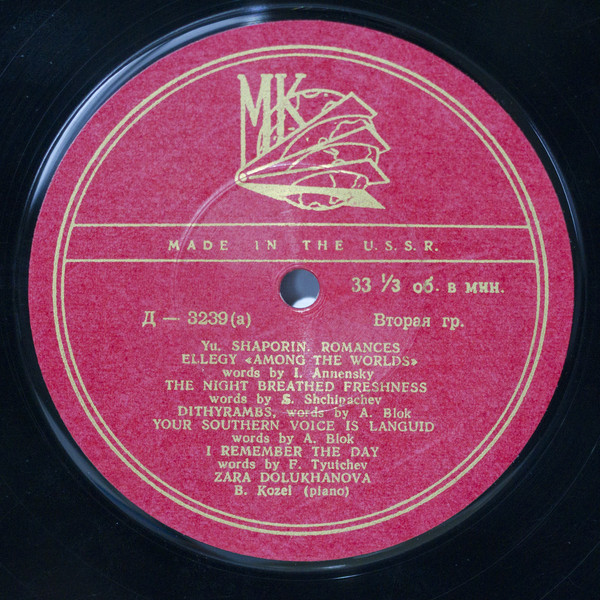 МК
MADE IN THE U.S.S.R.
33 ⅓ об. в мин.
Д — 3239(а) Вторая гр.
Yu. SHAPORIN. ROMANCES
ELLEGY «AMONG THE WORLDS»
words by I. Annensky
THE NIGHT BREATHED FRESHNESS
words by S. Shchipachev
DITHYRAMBS, words by A. Blok
YOUR SOUTHERN VOICE IS LANGUID
words by A. Blok
I REMEMBER THE DAY
words by F. Tyutchev
ZARA DOLUKHANOVA
B. Kozel (piano)